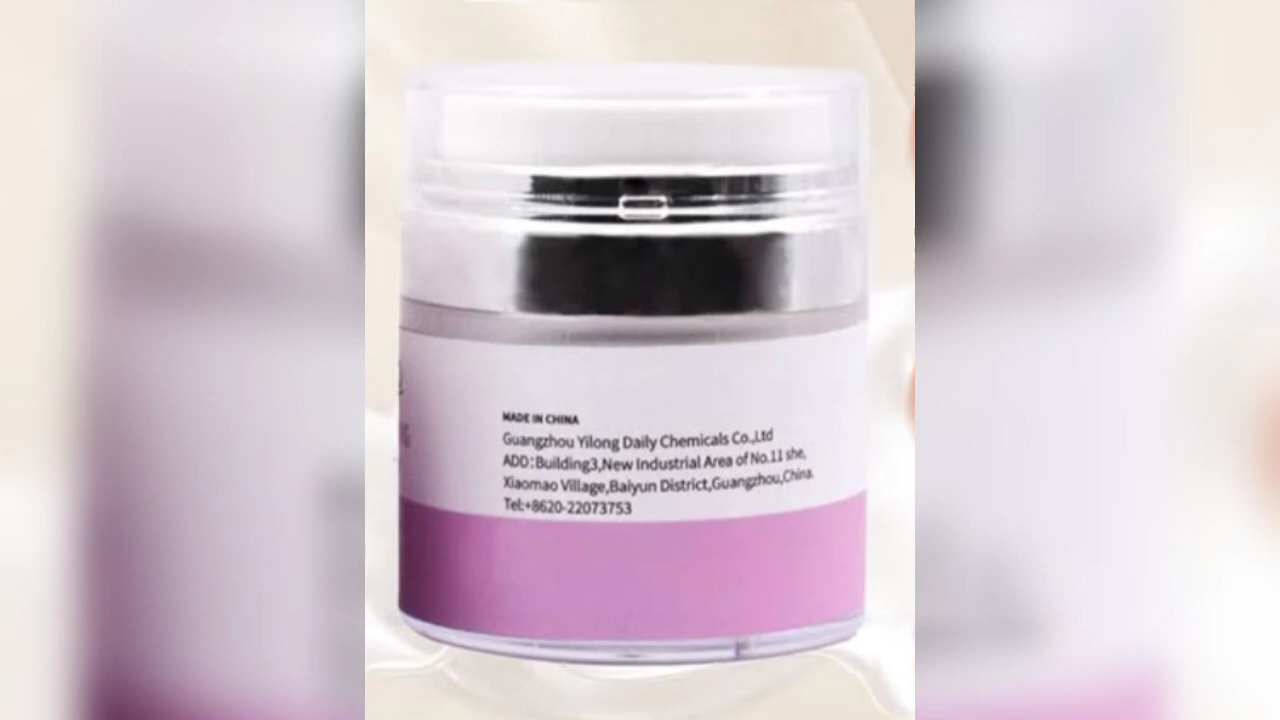 MADE IN CHINA
Guangzhou Yilong Daily Chemicals Co.,Ltd
ADD:Building3,New Industrial Area of No.11 she,
Xiaomao Village,Baiyun District,Guangzhou,China.
Tel:+8620-22073753